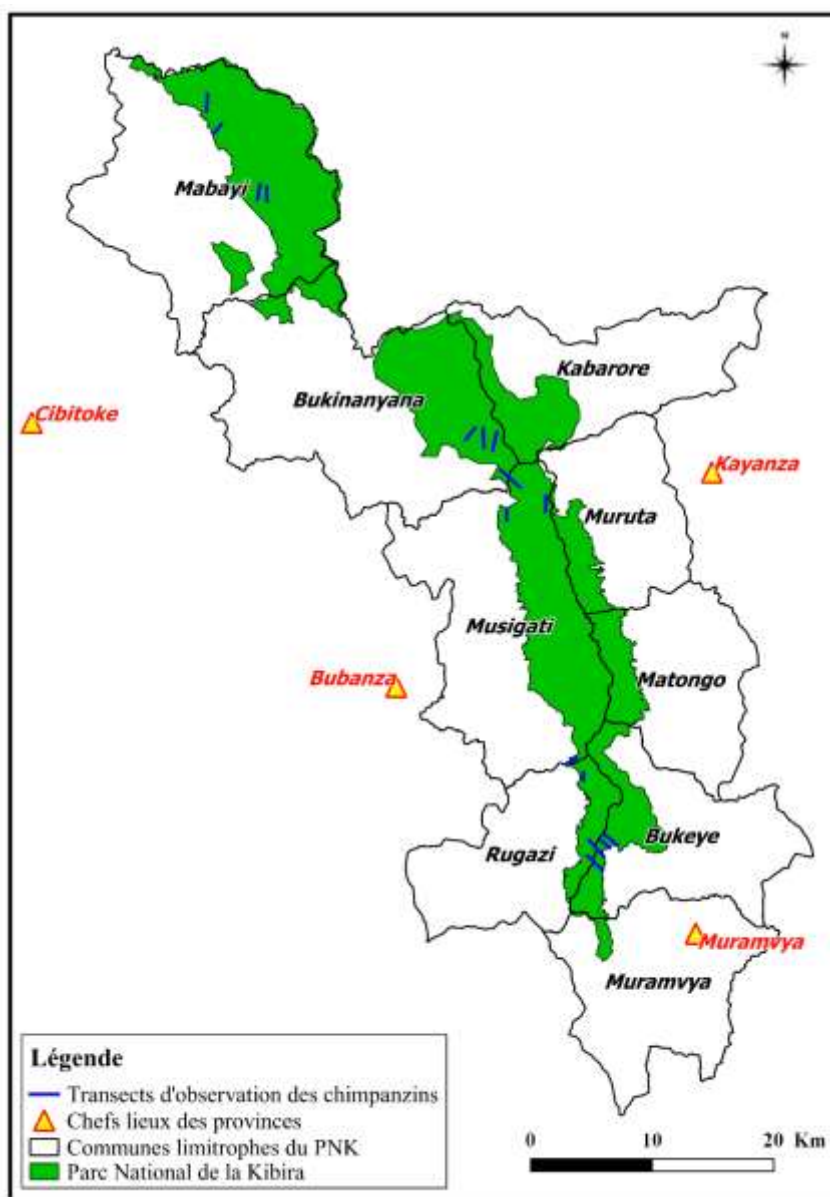 N
Mabayi
Kabarore
Bukinanyana
Cibitoke
Kayanza
Muruta
Musigati
Bubanza
Matongo
Rugazi
Bukeye
Muramvya
Muramvya
Légende
Transects d'observation des chimpanzins
Chefs lieux des provinces
Communes limitrophes du PNK
Parc National de la Kibira
0 10 20 Km